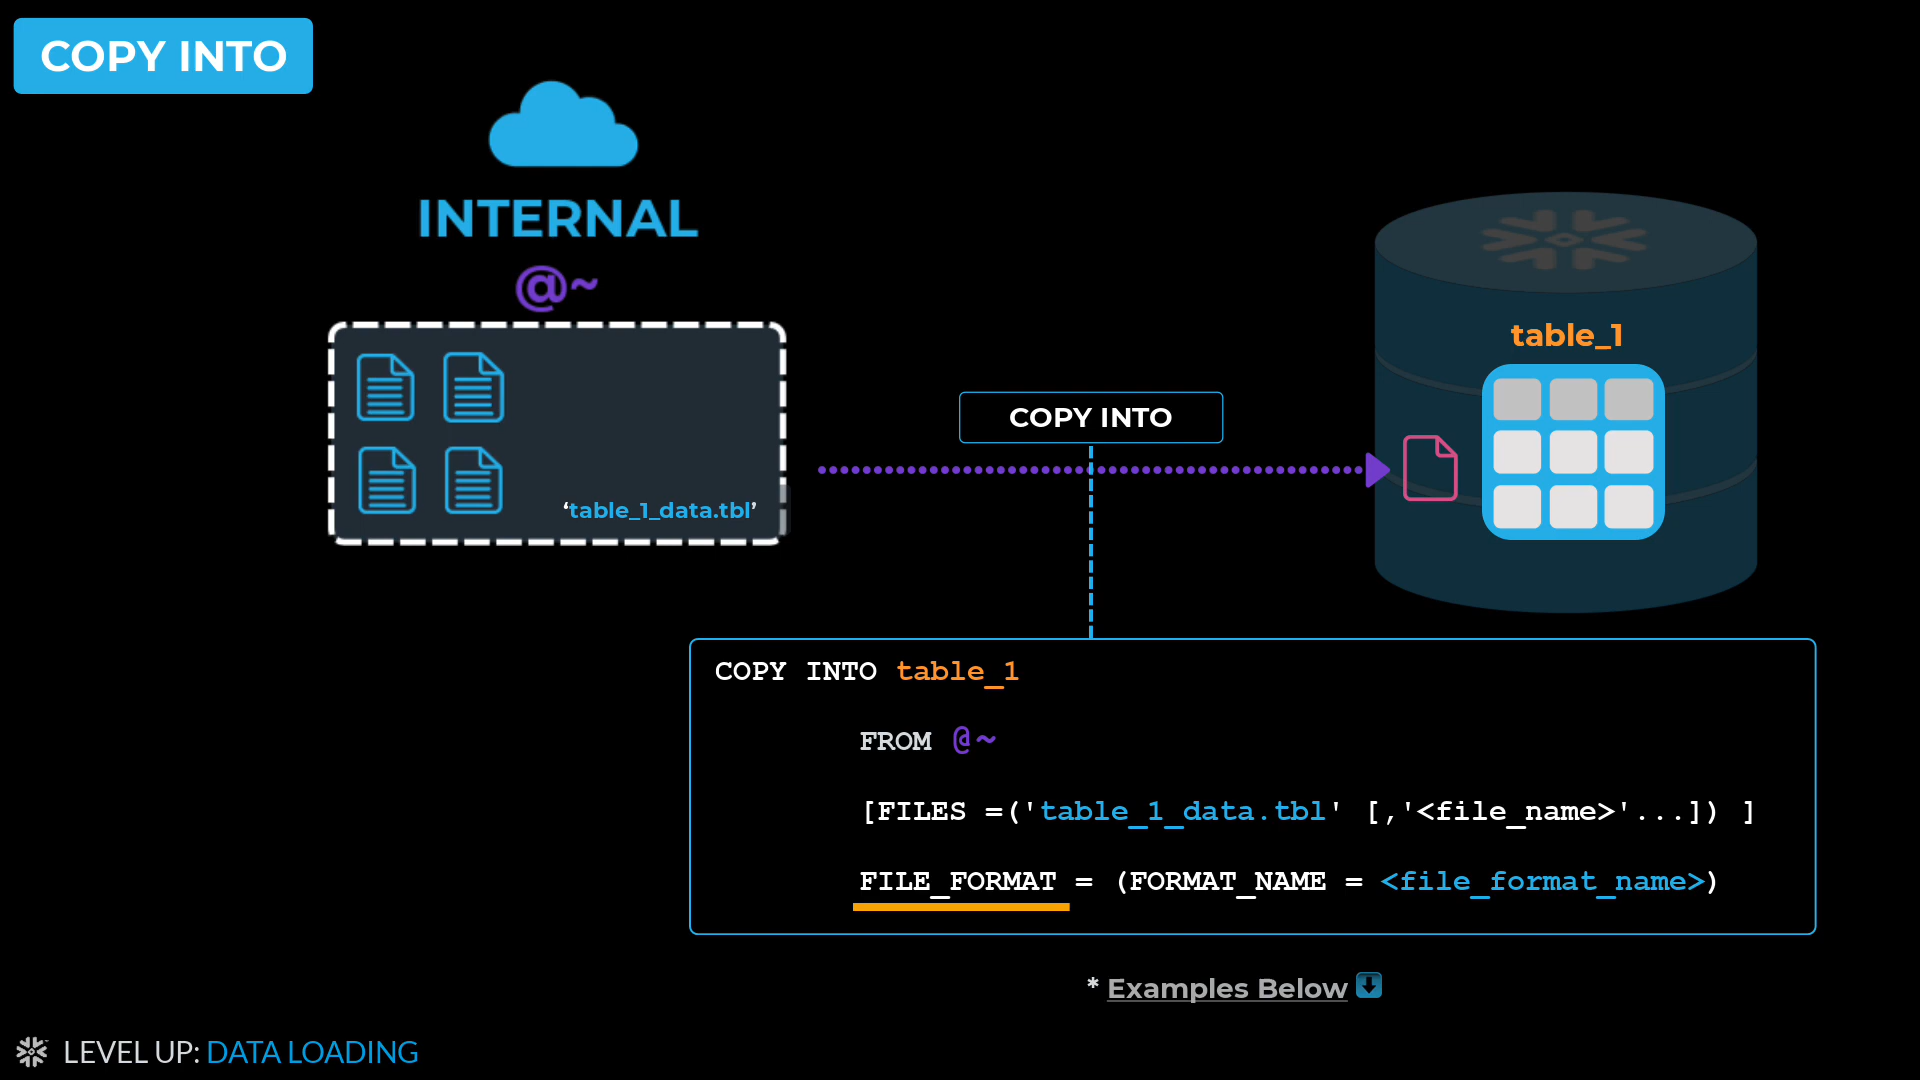 COPY INTO
INTERNAL
@~
‘table_1_data.tbl’
COPY INTO
table_1
COPY INTO table_1
FROM @~
[FILES =('table_1_data.tbl' [,'<file_name>'...]) ]
FILE_FORMAT = (FORMAT_NAME = <file_format_name>)
* Examples Below
LEVEL UP: DATA LOADING